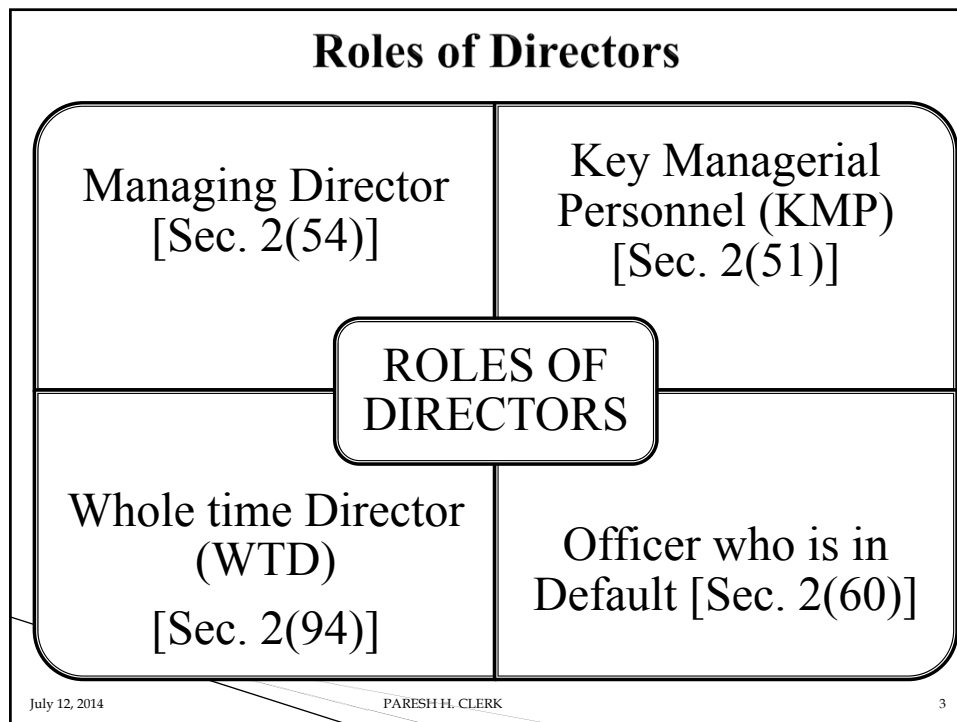 Roles of Directors
Managing Director
[Sec. 2(54)]
Key Managerial
Personnel (KMP)
[Sec. 2(51)]
ROLES OF
DIRECTORS
Whole time Director
(WTD)
[Sec. 2(94)]
Officer who is in
Default [Sec. 2(60)]
July 12, 2014
PARESH H. CLERK
3